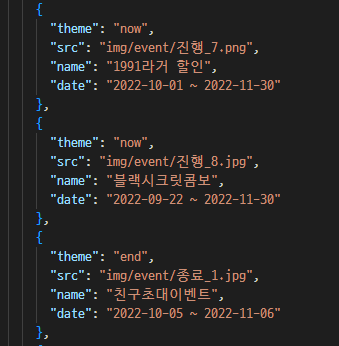 {
"theme": "now",
"src": "img/event/진행_7.png",
"name": "1991라거 할인",
"date": "2022-10-01 ~ 2022-11-30"
},
{
"theme": "now",
"src": "img/event/진행_8.jpg",
"name": "블랙시크릿콤보",
"date": "2022-09-22 ~ 2022-11-30"
},
{
"theme": "end",
"src": "img/event/종료_1.jpg",
"name": "친구초대이벤트",
"date": "2022-10-05 ~ 2022-11-06"
},